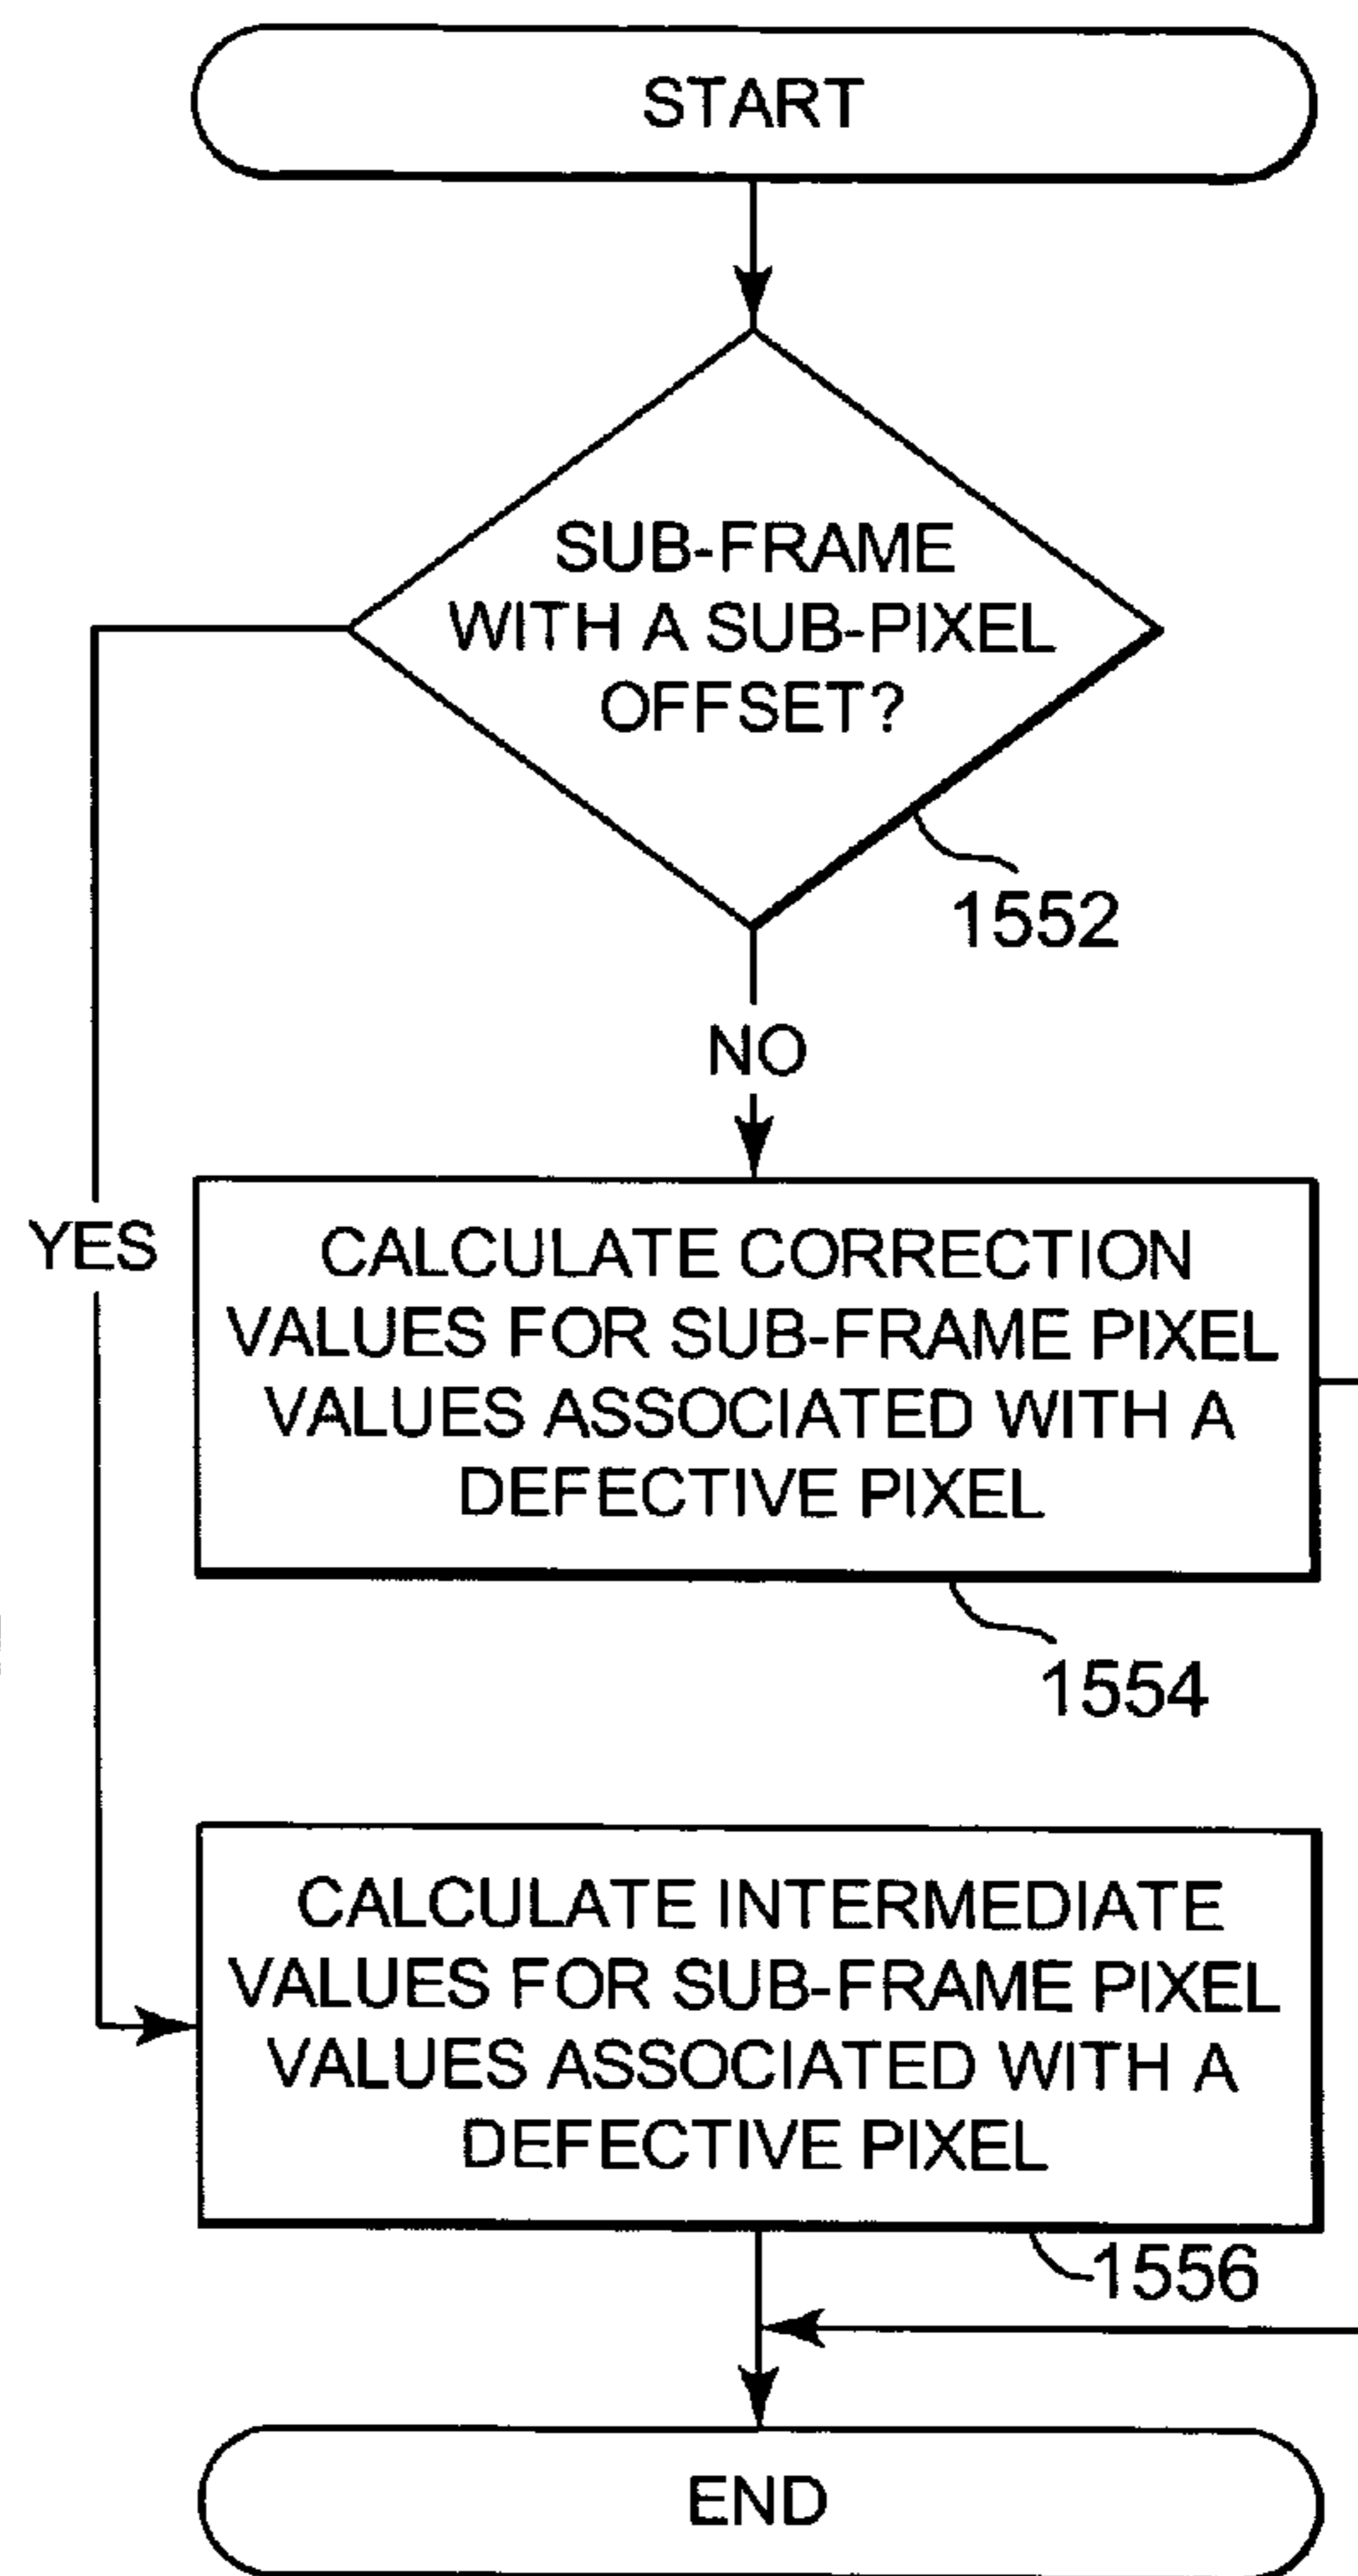 START
SUB-FRAME
WITH A SUB-PIXEL
OFFSET?
1552
NO
YES
CALCULATE CORRECTION
VALUES FOR SUB-FRAME PIXEL
VALUES ASSOCIATED WITH A
DEFECTIVE PIXEL
1554
CALCULATE INTERMEDIATE
VALUES FOR SUB-FRAME PIXEL
VALUES ASSOCIATED WITH A
DEFECTIVE PIXEL
1556
END